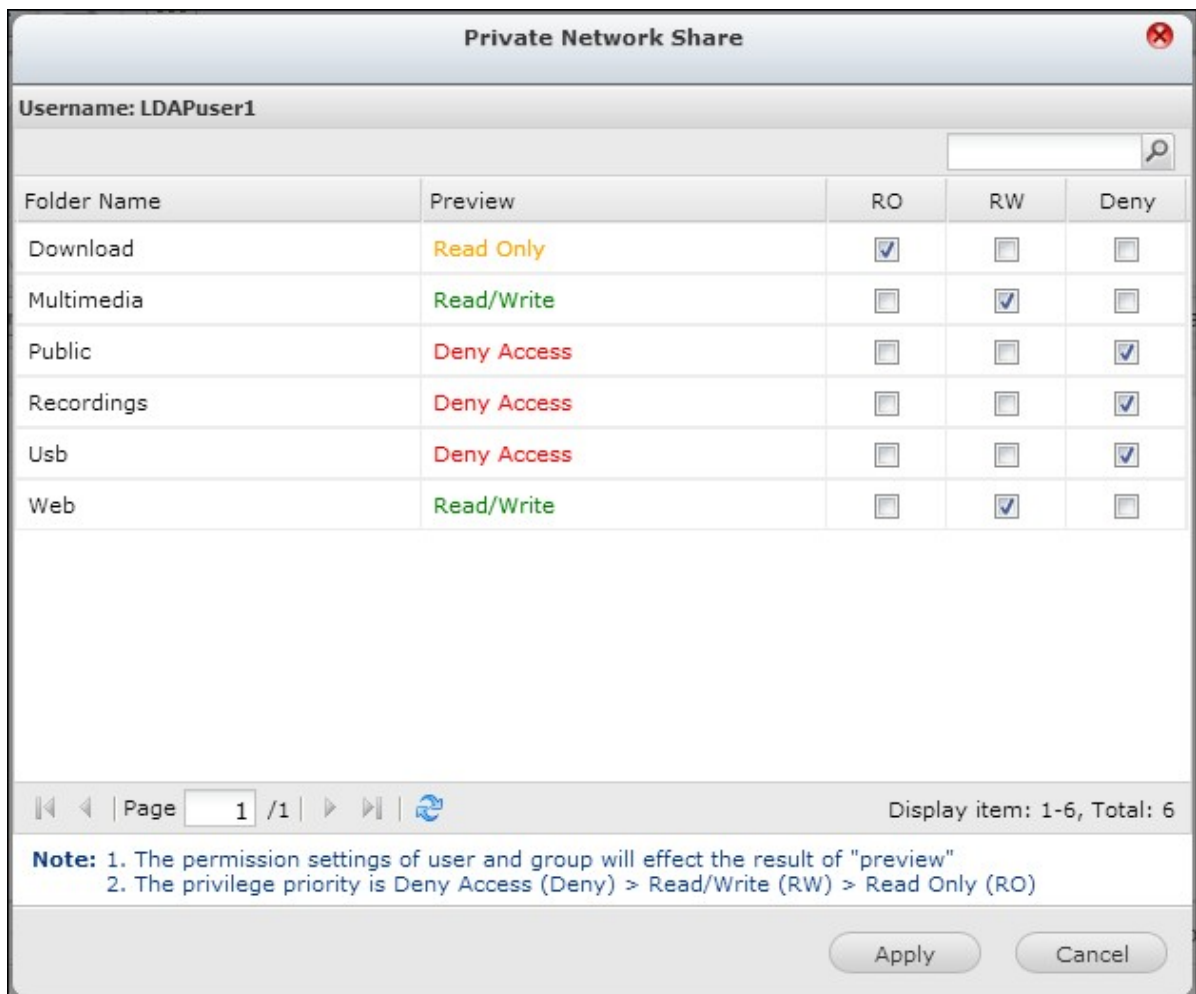 Private Network Share
Username: LDAPuser1
Folder Name Preview RO RW Deny
Download Read Only
Multimedia Read/Write
Public Deny Access
Recordings Deny Access
Usb Deny Access
Web Read/Write
Page 1 /1 Display item: 1-6, Total: 6
Note: 1. The permission settings of user and group will effect the result of "preview"
2. The privilege priority is Deny Access (Deny) > Read/Write (RW) > Read Only (RO)
Apply Cancel